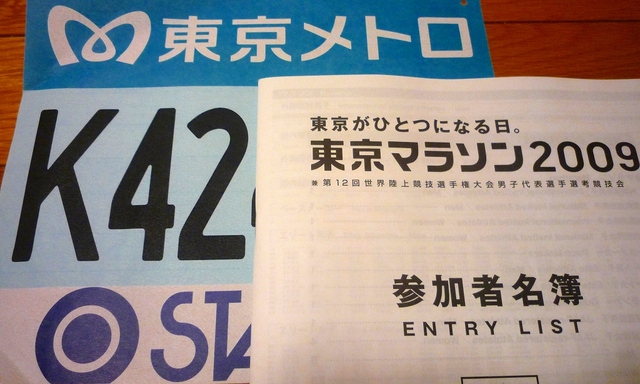 東京メトロ
K42
STA
東京がひとつになる日。
東京マラソン2009
兼 第12回世界陸上競技選手権大会男子代表選手選考競技会
参加者名簿
ENTRY LIST